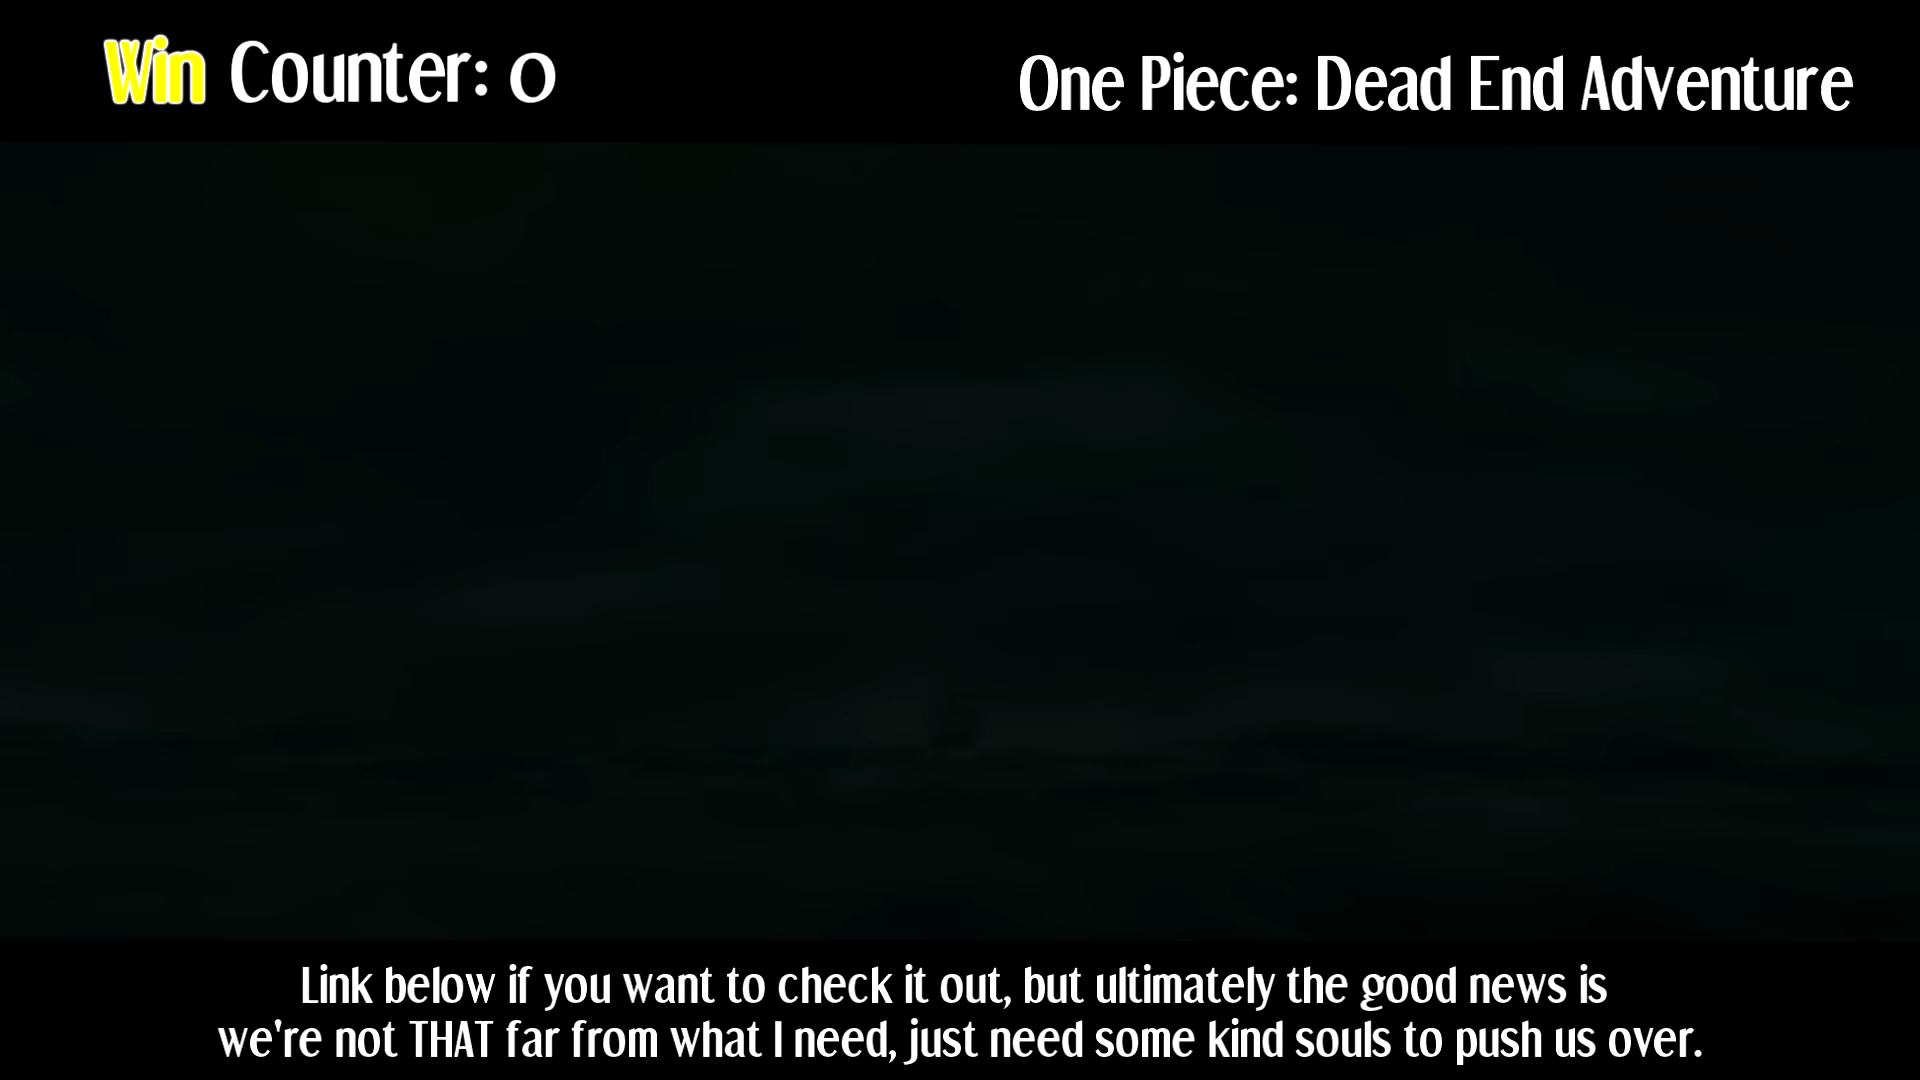 Win Counter: 0
One Piece: Dead End Adventure
Link below if you want to check it out, but ultimately the good news is
we're not THAT far from what I need, just need some kind souls to push us over.